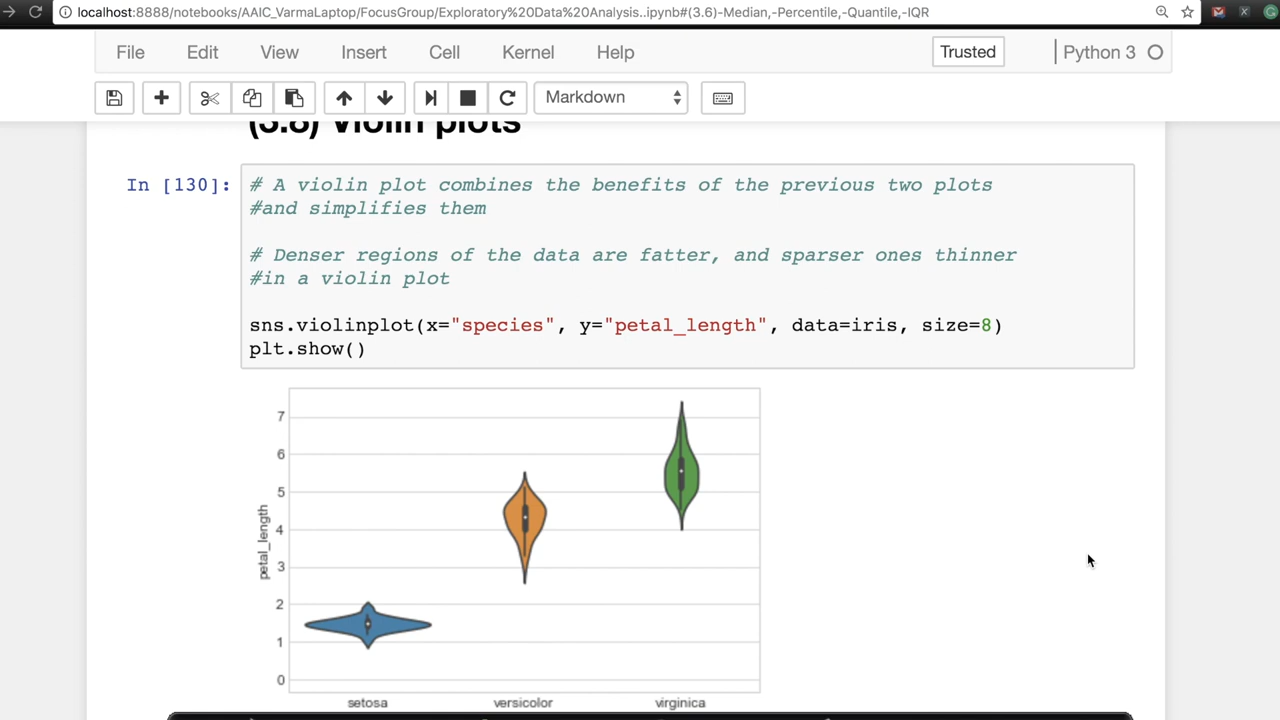 localhost:8888/notebooks/AAIC_VarmaLaptop/FocusGroup/Exploratory%20Data%20Analysis..ipynb#(3.6)-Median,-Percentile,-Quantile,-IQR
File Edit View Insert Cell Kernel Help Trusted Python 3
Markdown
(3.8) Violin plots
In [130]:
# A violin plot combines the benefits of the previous two plots
#and simplifies them
# Denser regions of the data are fatter, and sparser ones thinner
#in a violin plot
sns.violinplot(x="species", y="petal_length", data=iris, size=8)
plt.show()
7
6
5
4
3
2
1
0
petal_length
setosa versicolor virginica